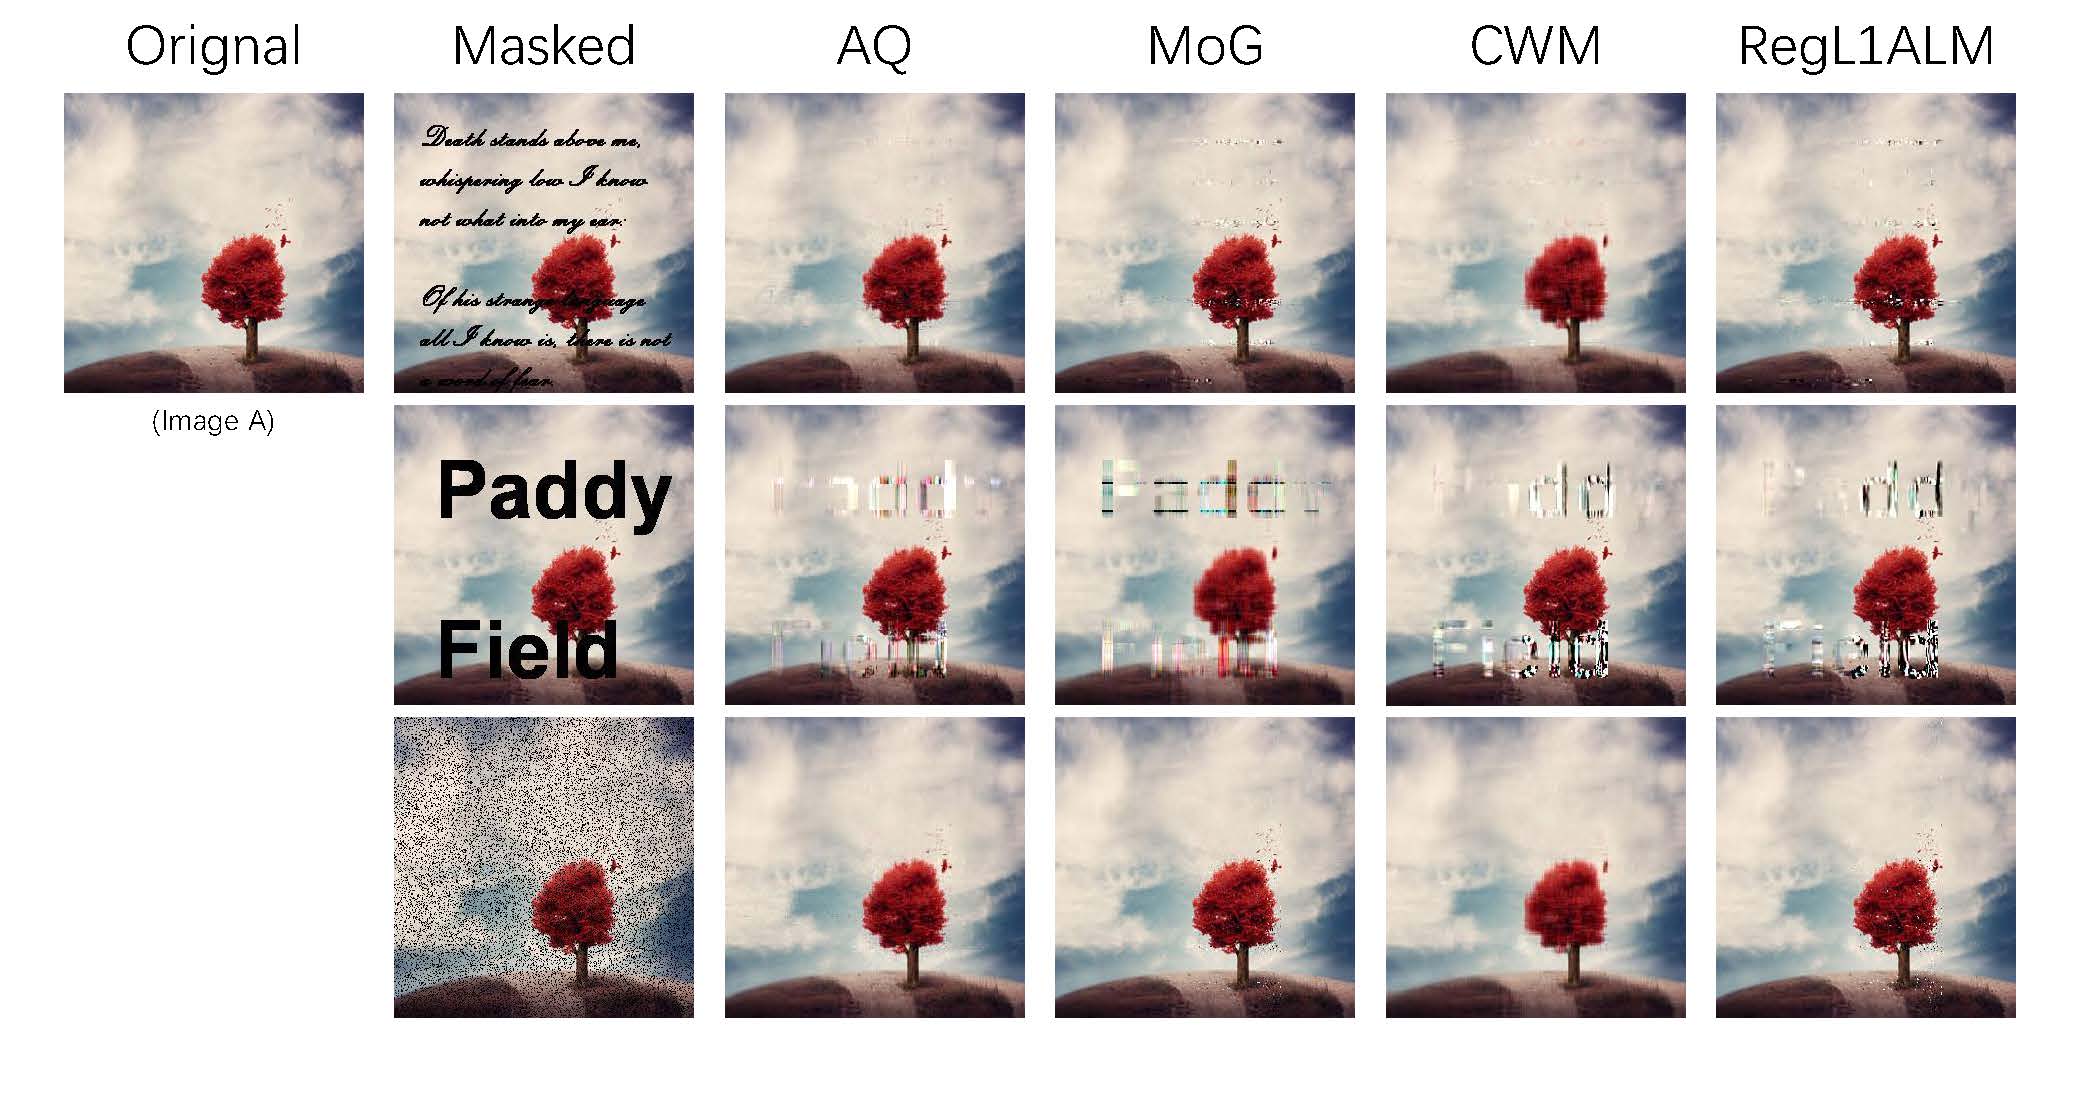 Orignal Masked AQ MoG CWM RegL1ALM
Death stands above me,
whispering low I know
not what into my ear:
Of his strange language
all I know is, there is not
a word of fear.
(Image A)
Paddy
Field